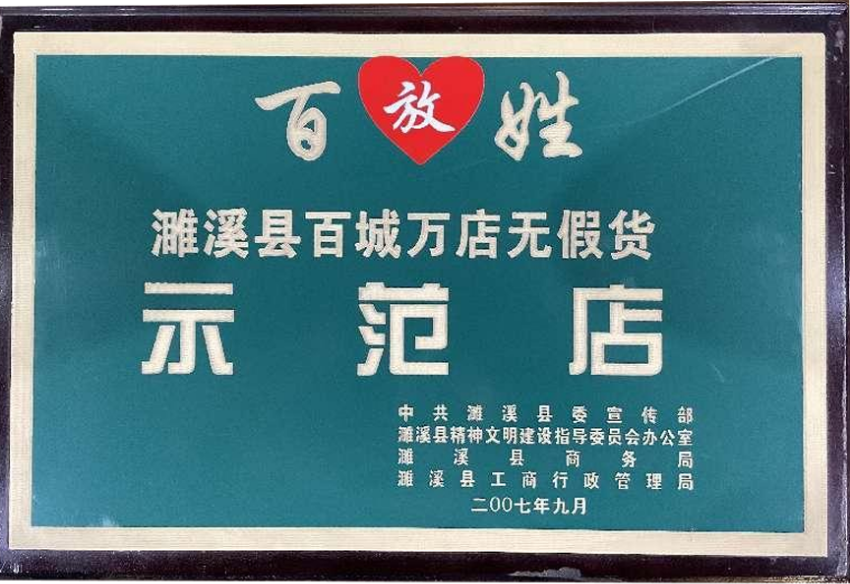 百放姓
濉溪县百城万店无假货
示范店
中共濉溪县委宣传部
濉溪县精神文明建设指导委员会办公室
濉溪县商务局
濉溪县工商行政管理局
二00七年九月